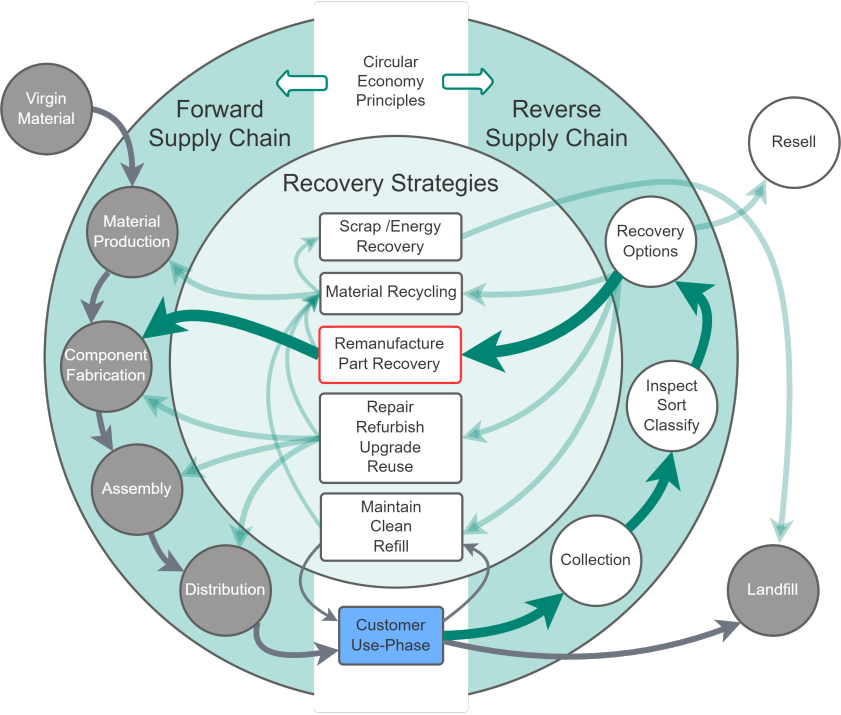 Circular
Economy
Principles
Forward
Supply Chain
Reverse
Supply Chain
Virgin
Material
Resell
Recovery Strategies
Material
Production
Scrap /Energy
Recovery
Recovery
Options
Material Recycling
Component
Fabrication
Remanufacture
Part Recovery
Inspect
Sort
Classify
Repair
Refurbish
Upgrade
Reuse
Assembly
Maintain
Clean
Refill
Collection
Distribution
Landfill
Customer
Use-Phase